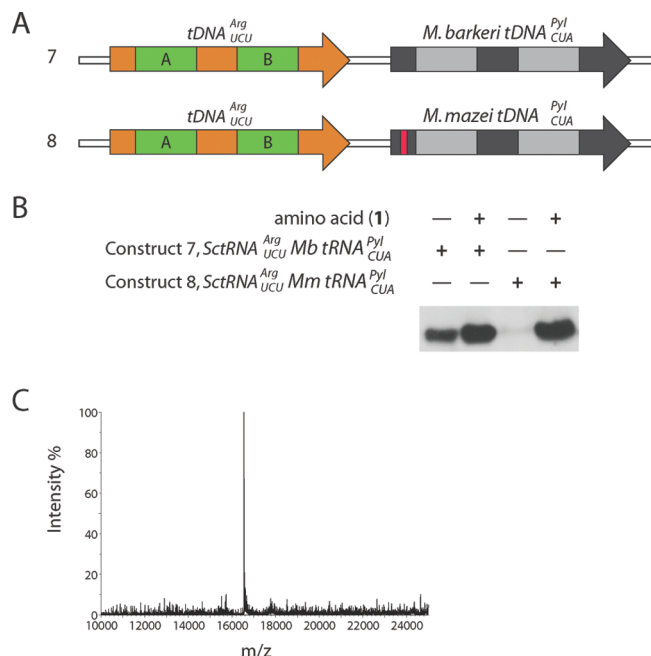 A
tDNA Arg UCU M. barkeri tDNA Pyl CUA
7 A B
tDNA Arg UCU M. mazei tDNA Pyl CUA
8 A B
B
amino acid (1) — + — +
Construct 7, SctRNA Arg UCU Mb tRNA Pyl CUA + + — —
Construct 8, SctRNA Arg UCU Mm tRNA Pyl CUA — — + +
C
Intensity %
100
80
60
40
20
0
10000 12000 14000 16000 18000 20000 22000 24000
m/z